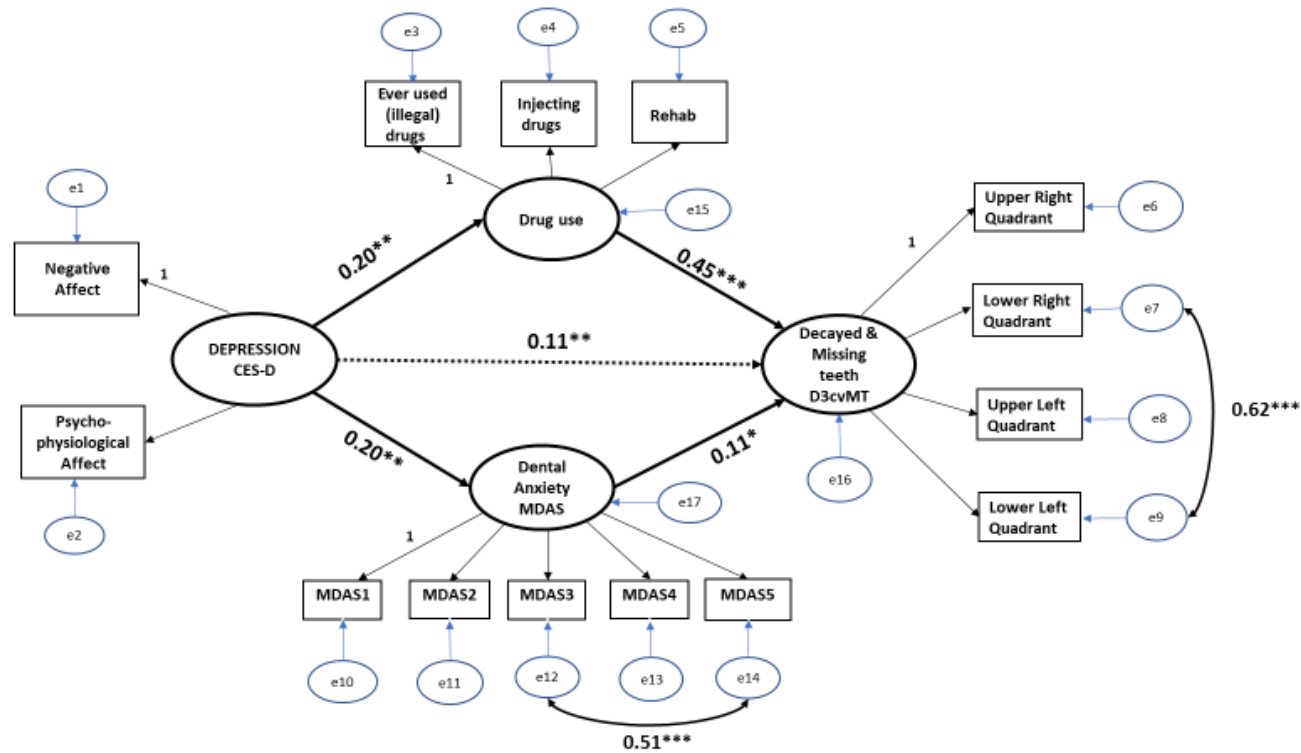 e3
e4
e5
Ever used
(illegal)
drugs
Injecting
drugs
Rehab
1
e1
Drug use
e15
Upper Right
Quadrant
e6
1
Negative
Affect
1
0.20**
0.45***
Lower Right
Quadrant
e7
DEPRESSION
CES-D
0.11**
Decayed &
Missing
teeth
D3cvMT
Psycho-
physiological
Affect
0.20**
0.11*
Upper Left
Quadrant
e8
0.62***
e2
Dental
Anxiety
MDAS
e17
e16
Lower Left
Quadrant
e9
1
MDAS1
MDAS2
MDAS3
MDAS4
MDAS5
e10
e11
e12
e13
e14
0.51***